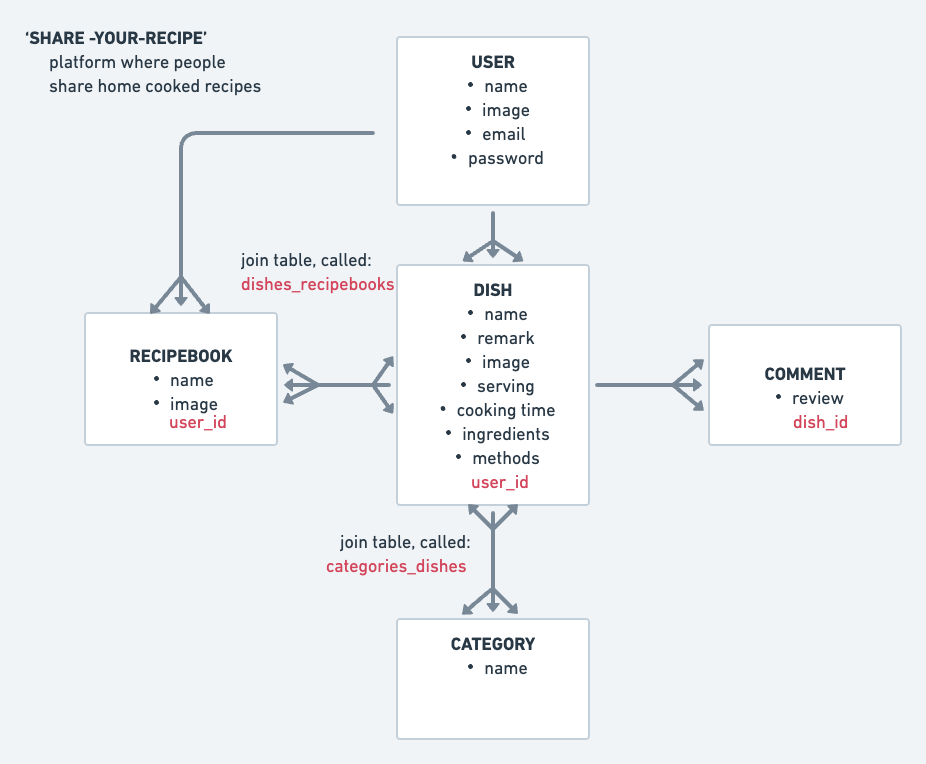 ‘SHARE -YOUR-RECIPE’
platform where people
share home cooked recipes
USER
• name
• image
• email
• password
join table, called:
dishes_recipebooks
DISH
• name
• remark
• image
• serving
• cooking time
• ingredients
• methods
user_id
RECIPEBOOK
• name
• image
user_id
COMMENT
• review
dish_id
join table, called:
categories_dishes
CATEGORY
• name